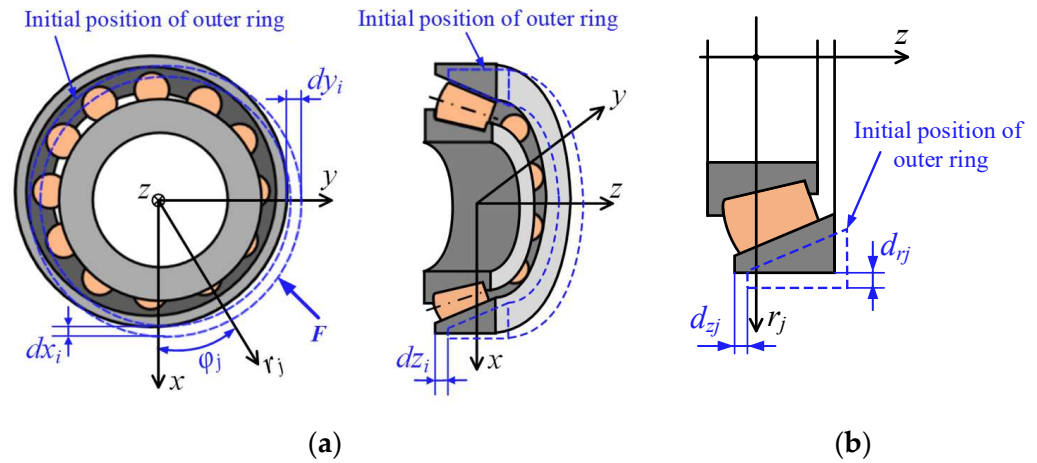 Initial position of outer ring
dy_i
z
y
F
dx_i
φ_j
r_j
x
Initial position of outer ring
y
z
dz_i
x
z
Initial position of
outer ring
d_rj
d_zj
r_j
(a)
(b)